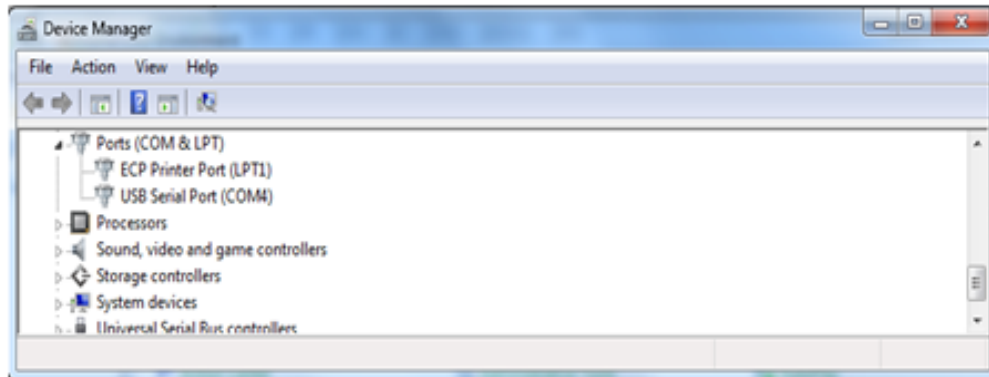 Device Manager
File Action View Help
Ports (COM & LPT)
ECP Printer Port (LPT1)
USB Serial Port (COM4)
Processors
Sound, video and game controllers
Storage controllers
System devices
Universal Serial Bus controllers